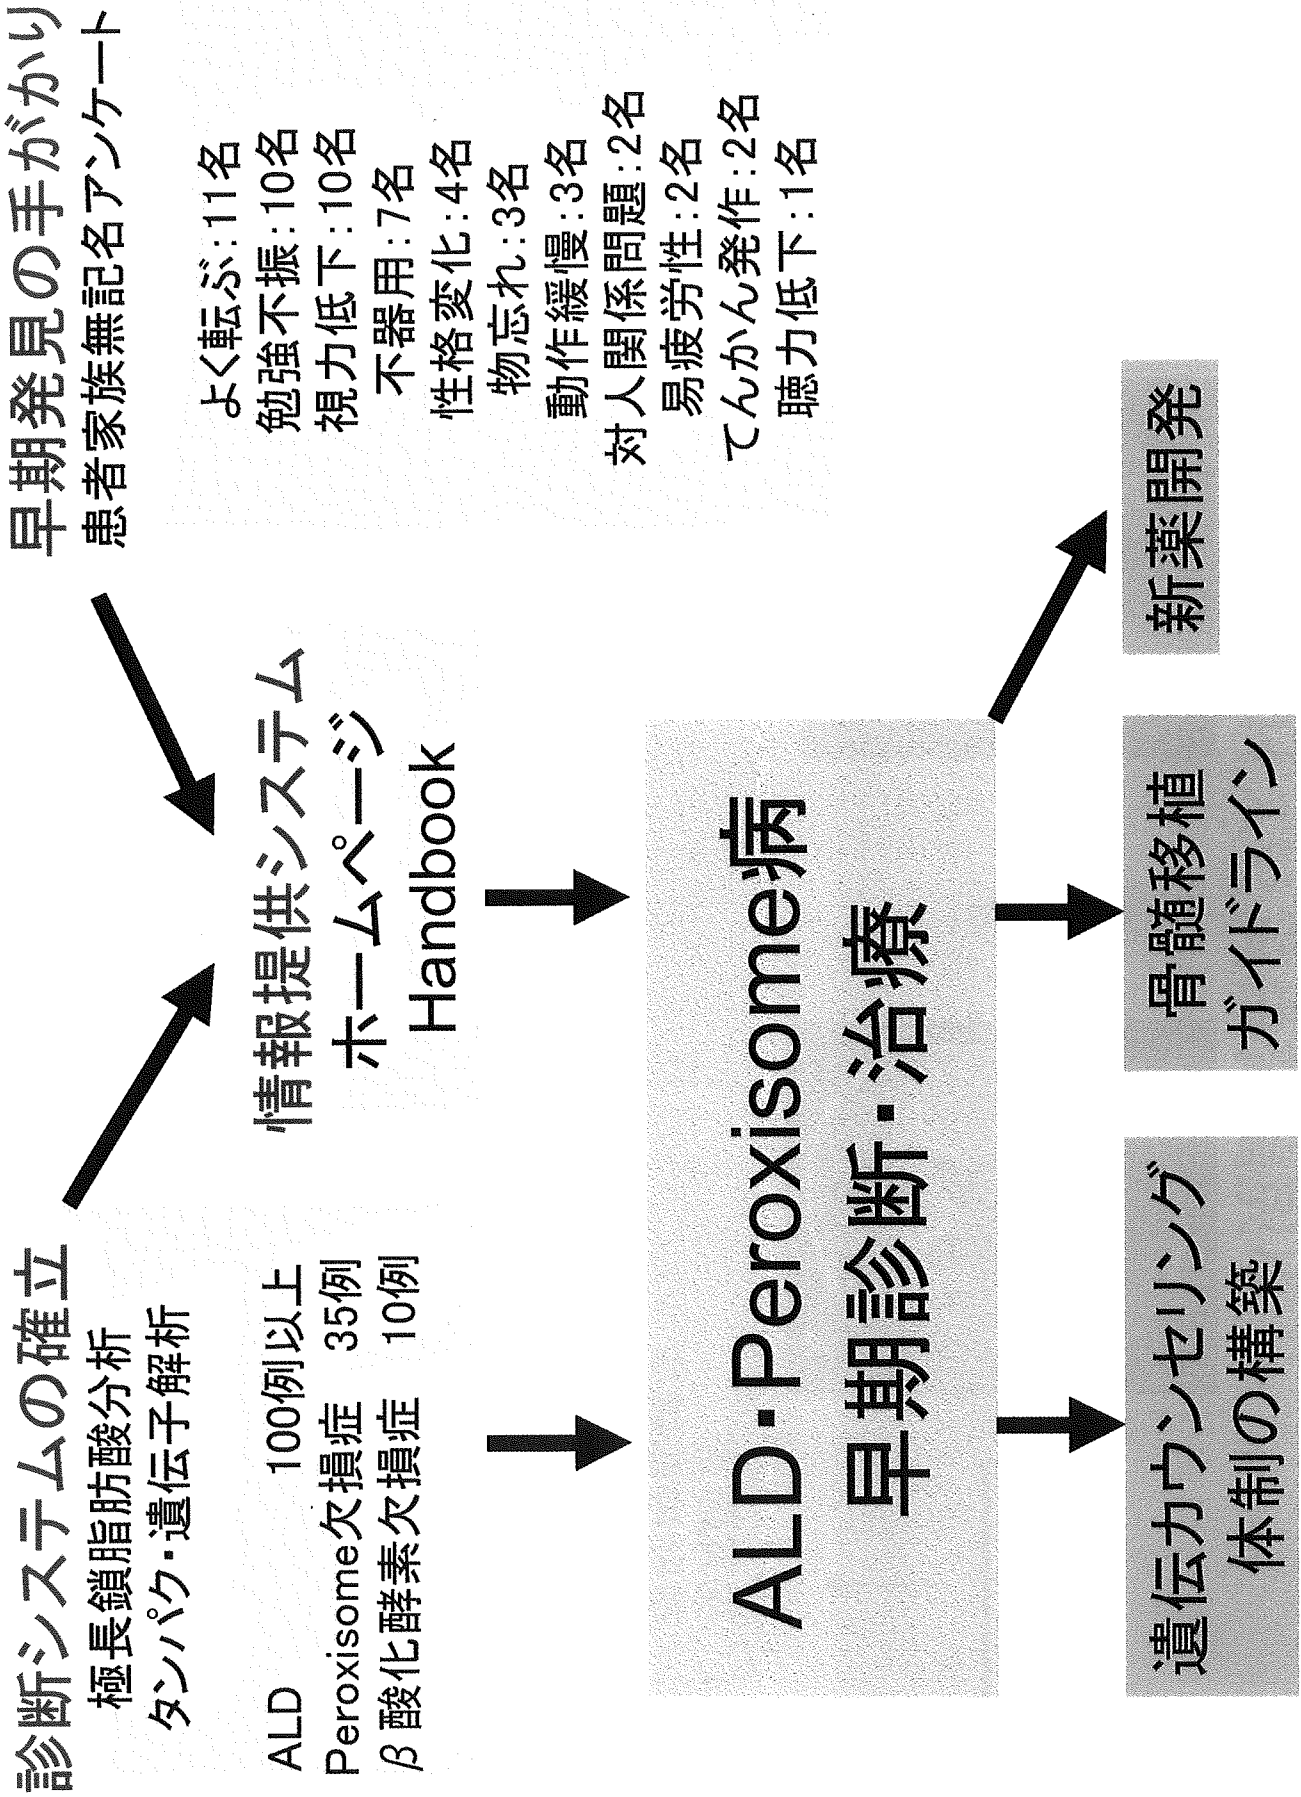 診断システムの確立
極長鎖脂肪酸分析
タンパク・遺伝子解析
ALD 100例以上
Peroxisome欠損症 35例
β酸化酵素欠損症 10例
情報提供システム
ホームページ
Handbook
早期発見の手がかり
患者家族無記名アンケート
よく転ぶ:11名
勉強不振:10名
視力低下:10名
不器用:7名
性格変化:4名
物忘れ:3名
動作緩慢:3名
対人関係問題:2名
易疲労性:2名
てんかん発作:2名
聴力低下:1名
ALD・Peroxisome病
早期診断・治療
遺伝カウンセリング
体制の構築
骨髄移植
ガイドライン
新薬開発